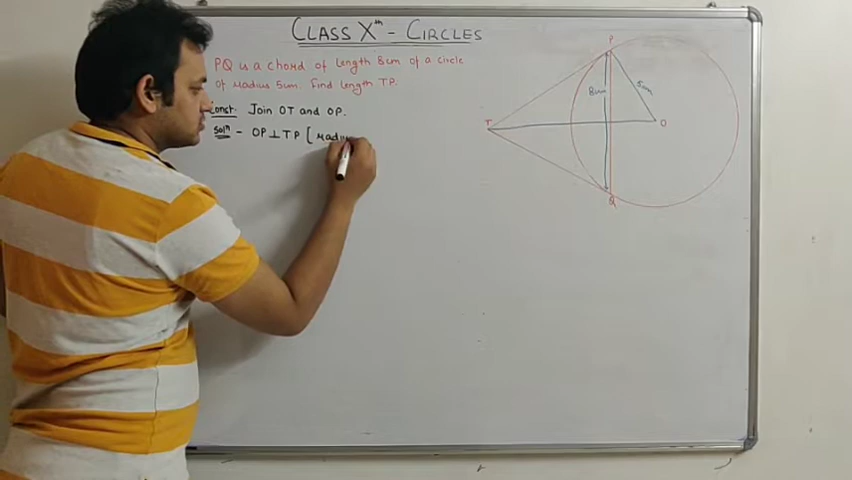 CLASS Xth - CIRCLES
PQ is a chord of length 8cm of a circle
of radius 5cm. Find length TP.
Const. Join OT and OP.
Soln - OP⊥TP [radius
P
8cm
5cm
T
O
Q